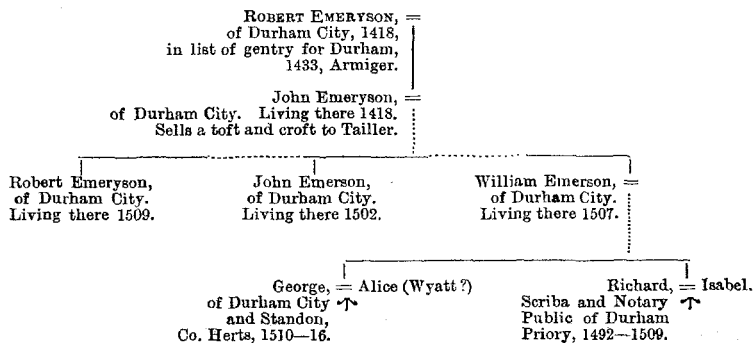 ROBERT EMERYSON, =
of Durham City, 1418,
in list of gentry for Durham,
1433, Armiger.
John Emeryson, =
of Durham City. Living there 1418.
Sells a toft and croft to Tailler.
Robert Emeryson,
of Durham City.
Living there 1509.
John Emerson,
of Durham City.
Living there 1502.
William Emerson, =
of Durham City.
Living there 1507.
George, = Alice (Wyatt?)
of Durham City
and Standon,
Co. Herts, 1510—16.
Richard, = Isabel.
Scriba and Notary
Public of Durham
Priory, 1492—1509.